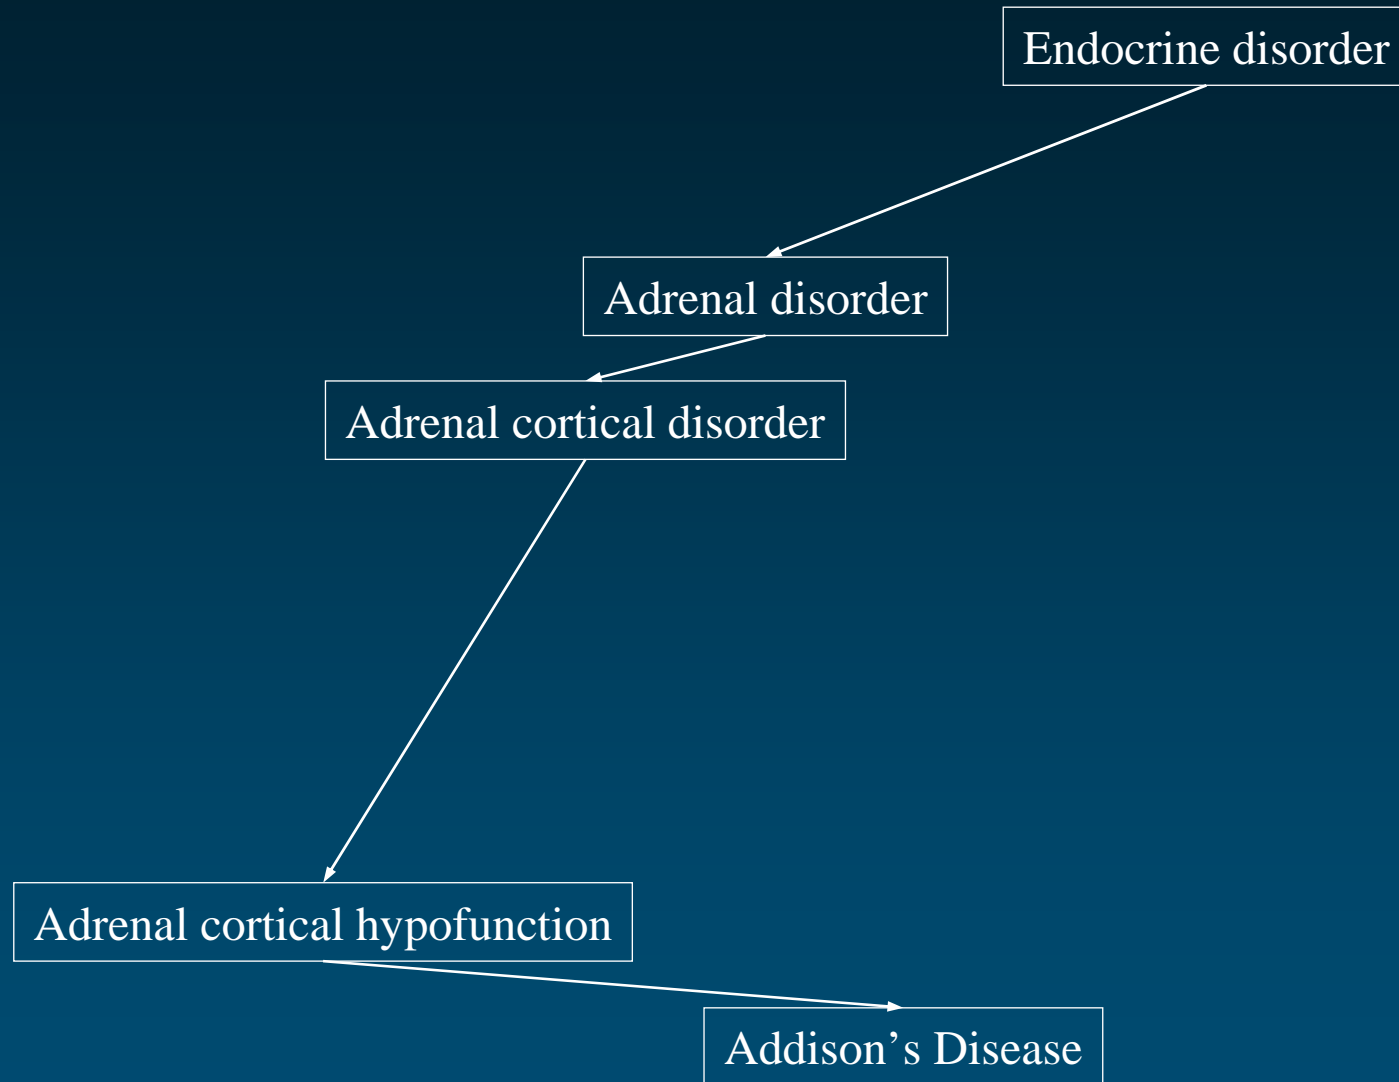 Endocrine disorder
Adrenal disorder
Adrenal cortical disorder
Adrenal cortical hypofunction
Addison’s Disease